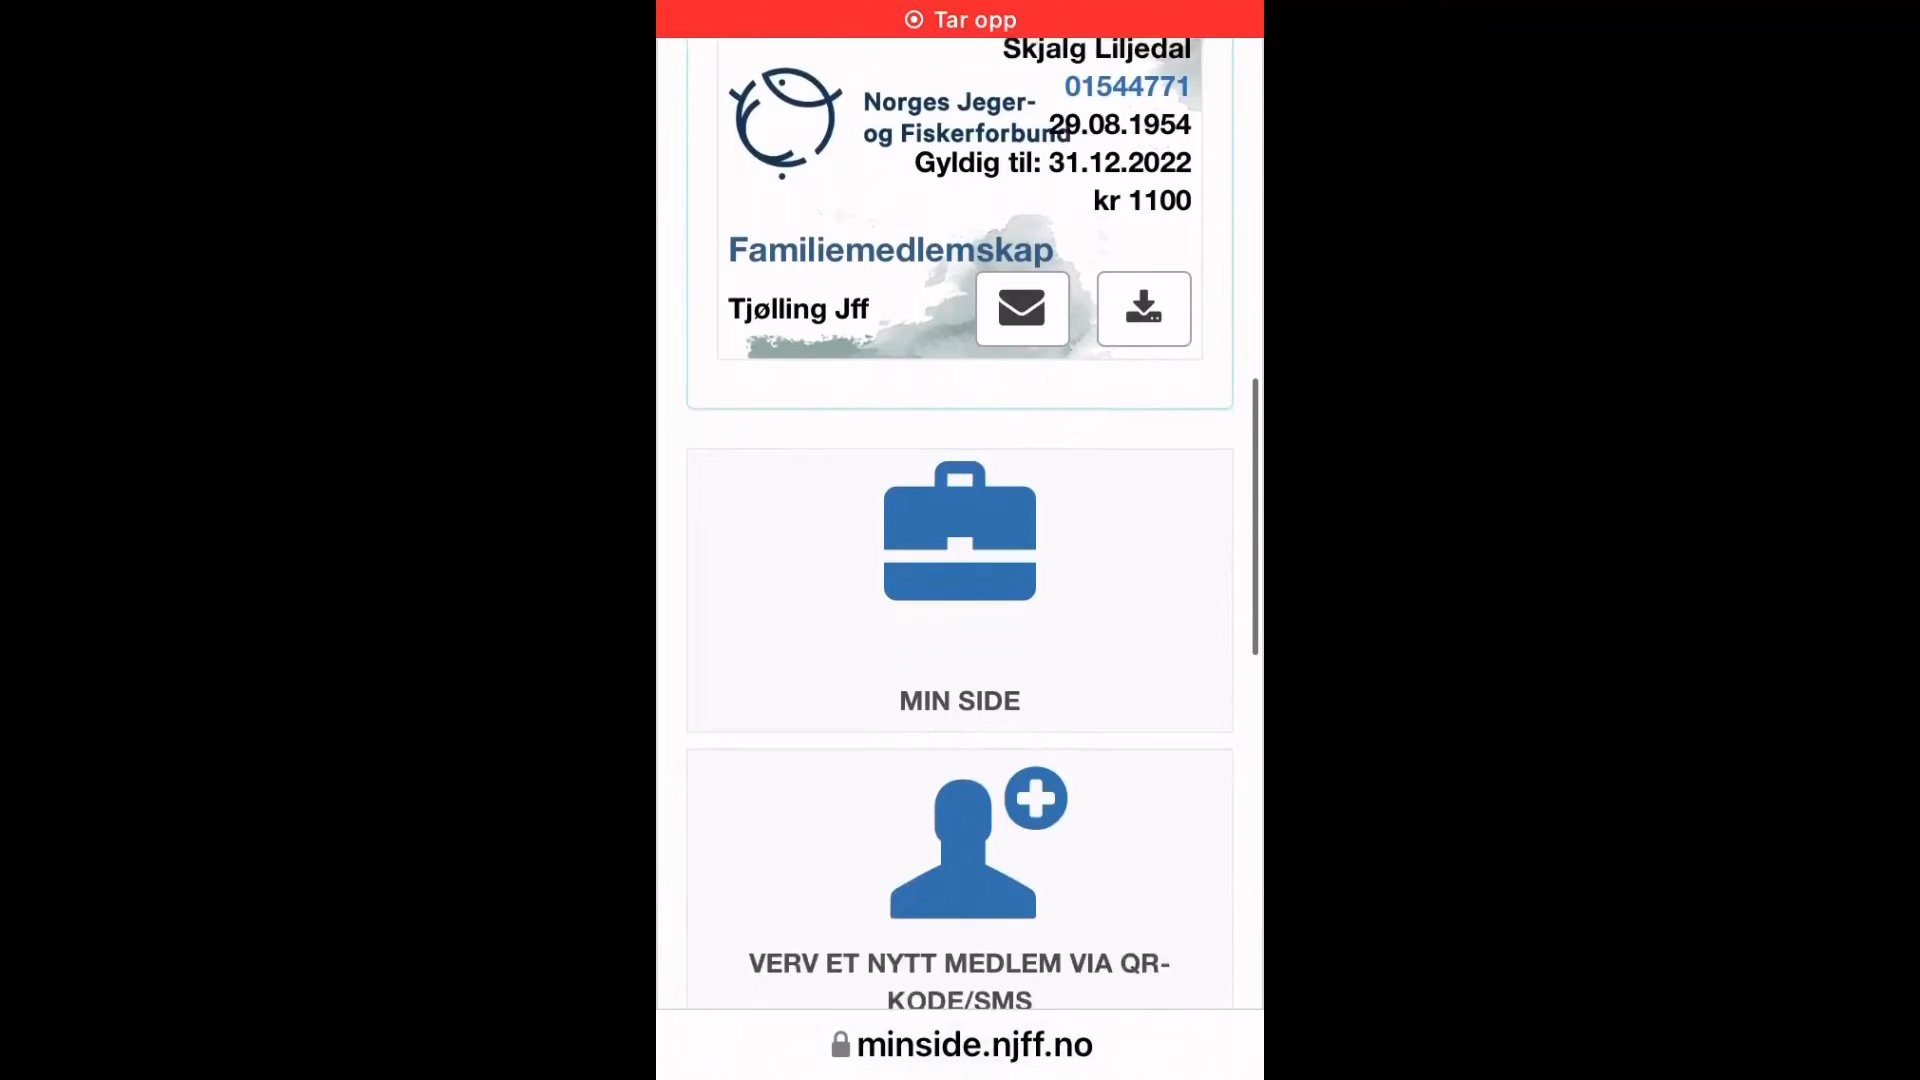 Tar opp
Skjalg Liljedal
01544771
Norges Jeger-
og Fiskerforbund
29.08.1954
Gyldig til: 31.12.2022
kr 1100
Familiemedlemskap
Tjølling Jff
MIN SIDE
VERV ET NYTT MEDLEM VIA QR-
KODE/SMS
minside.njff.no